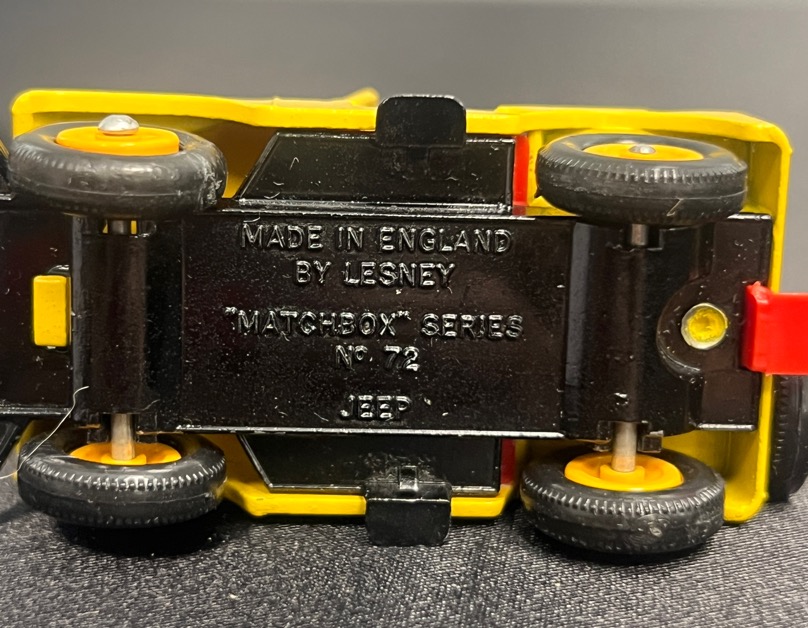 MADE IN ENGLAND
BY LESNEY
"MATCHBOX" SERIES
Nº 72
JEEP